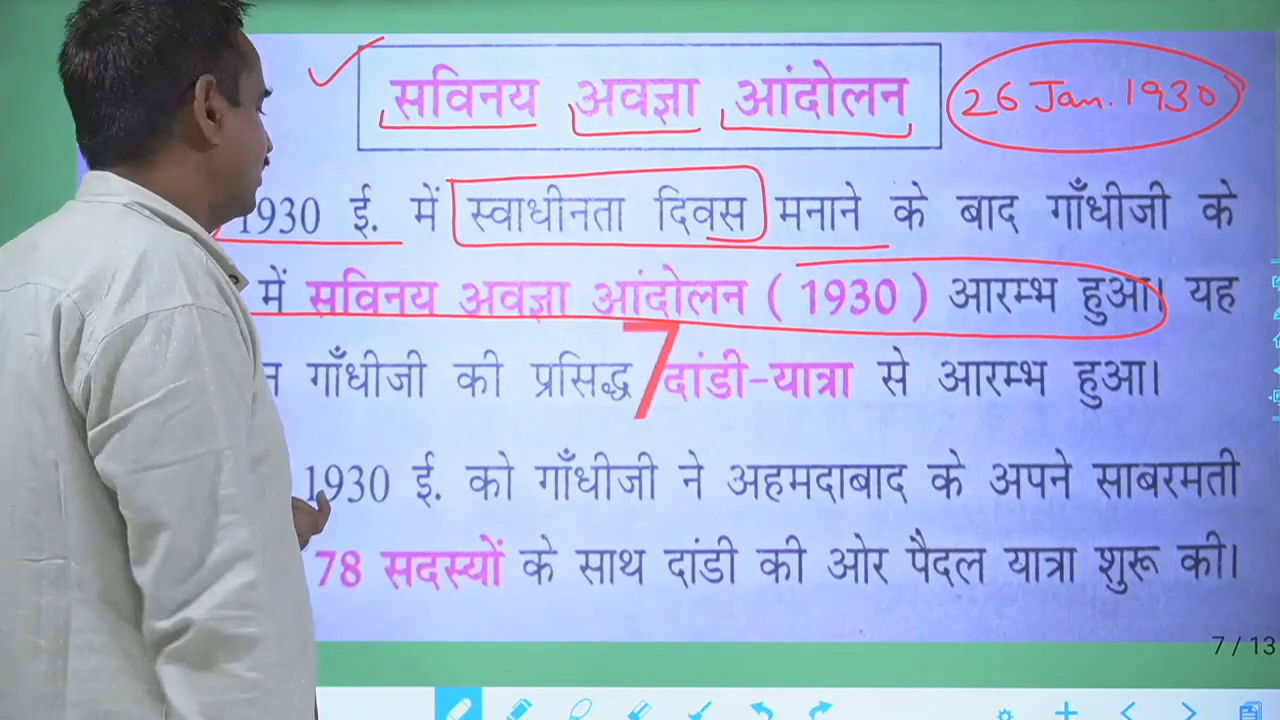 सविनय अवज्ञा आंदोलन 26 Jan. 1930
1930 ई. में स्वाधीनता दिवस मनाने के बाद गाँधीजी के
में सविनय अवज्ञा आंदोलन ( 1930 ) आरम्भ हुआ। यह
गाँधीजी की प्रसिद्ध दांडी-यात्रा से आरम्भ हुआ।
7
1930 ई. को गाँधीजी ने अहमदाबाद के अपने साबरमती
78 सदस्यों के साथ दांडी की ओर पैदल यात्रा शुरू की।
7 / 13